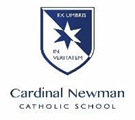 EX UMBRIS
IN
VERITATEM
Cardinal Newman
CATHOLIC SCHOOL